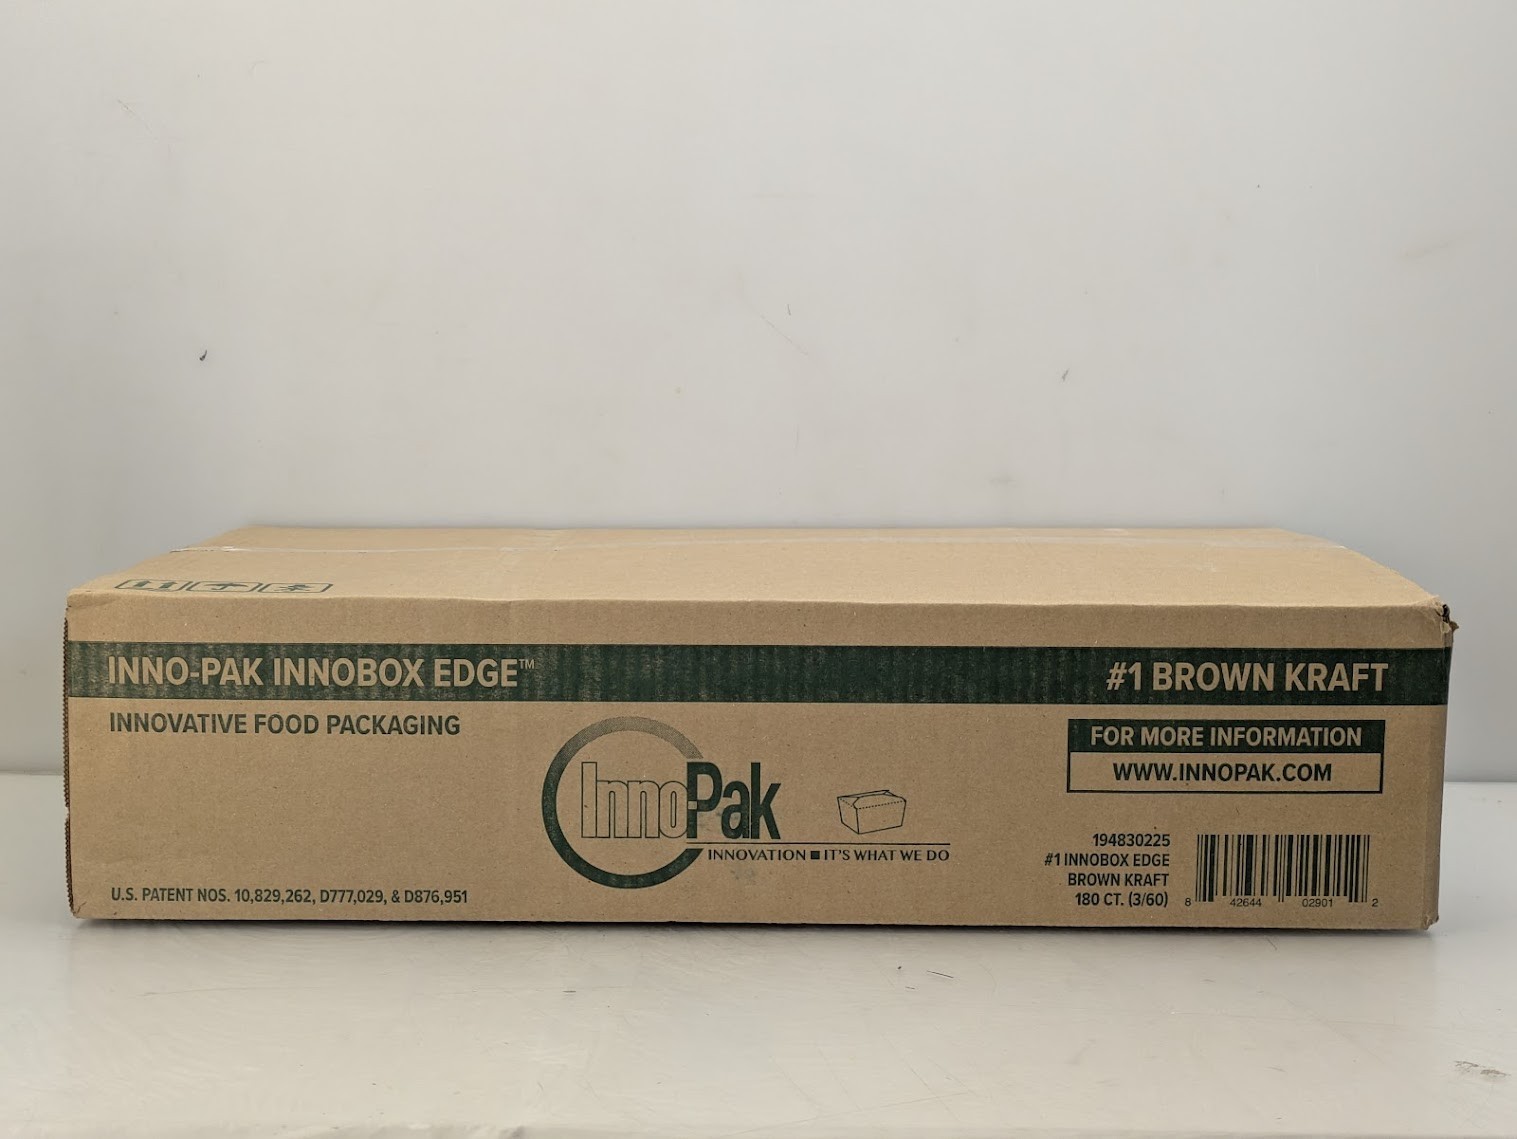 INNO-PAK INNOBOX EDGE™
#1 BROWN KRAFT
INNOVATIVE FOOD PACKAGING
FOR MORE INFORMATION
WWW.INNOPAK.COM
InnoPak
INNOVATION ■ IT'S WHAT WE DO
194830225
#1 INNOBOX EDGE
BROWN KRAFT
180 CT. (3/60)
8 42644 02901 2
U.S. PATENT NOS. 10,829,262, D777,029, & D876,951